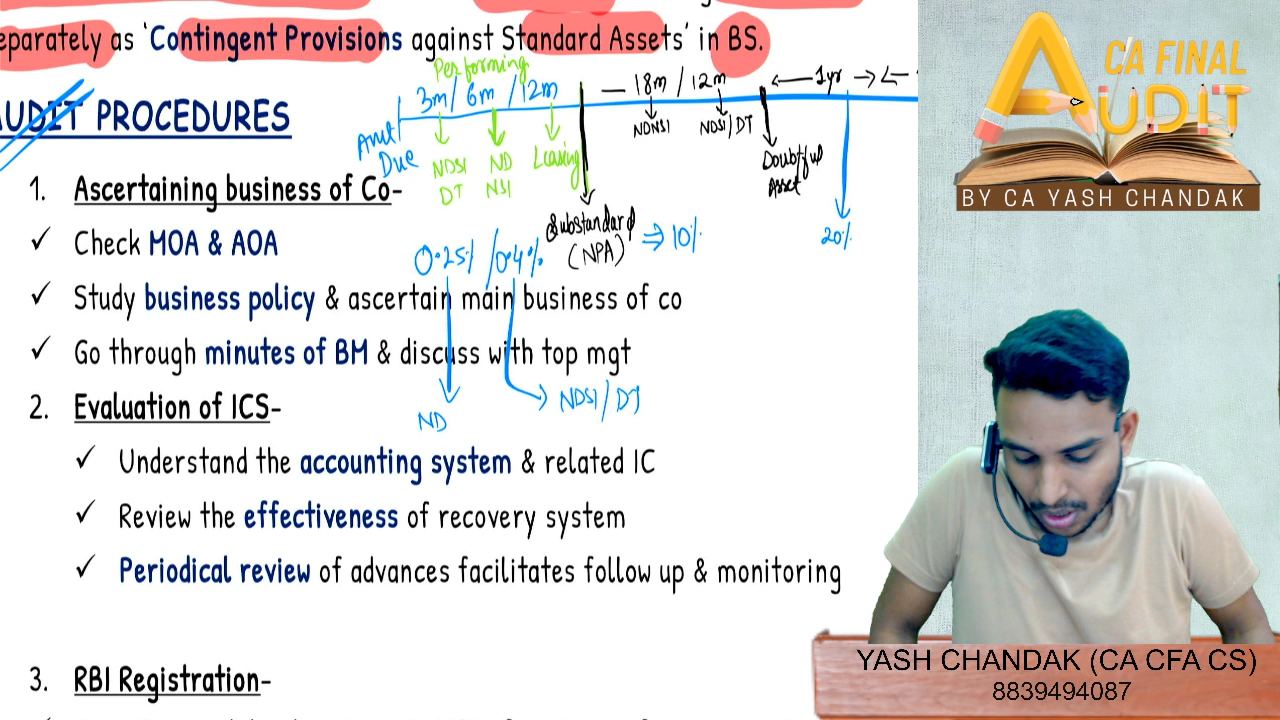 eparately as 'Contingent Provisions against Standard Assets' in BS.
Performing
3m / 6m / 12m
18m / 12m
1yr
Amt Due
NDSI DT
ND NSI
Leasing
NDNSI
NDSI/DT
Doubtful Asset
Substandard (NPA) ⇒ 10%
20%
0.25% / 0.4%
ND
NDSI / DT
AUDIT PROCEDURES
1. Ascertaining business of Co-
✓ Check MOA & AOA
✓ Study business policy & ascertain main business of co
✓ Go through minutes of BM & discuss with top mgt
2. Evaluation of ICS-
✓ Understand the accounting system & related IC
✓ Review the effectiveness of recovery system
✓ Periodical review of advances facilitates follow up & monitoring
3. RBI Registration-
CA FINAL
AUDIT
BY CA YASH CHANDAK
YASH CHANDAK (CA CFA CS)
8839494087